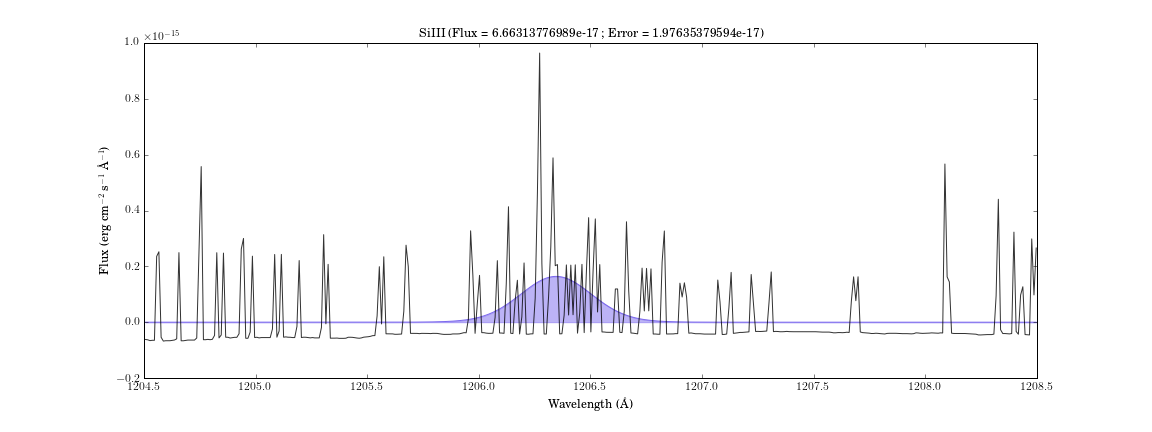 SiIII (Flux = 6.66313776989e-17 ; Error = 1.97635379594e-17)
1.0 ×10⁻¹⁵
0.8
0.6
0.4
0.2
0.0
−0.2
Flux (erg cm⁻² s⁻¹ Å⁻¹)
1204.5 1205.0 1205.5 1206.0 1206.5 1207.0 1207.5 1208.0 1208.5
Wavelength (Å)